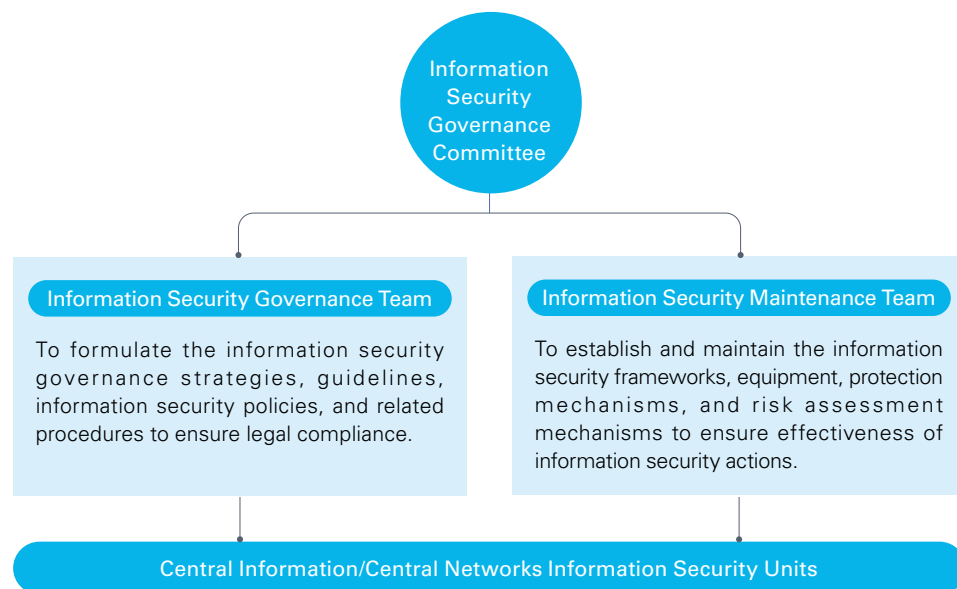 Information
Security
Governance
Committee
Information Security Governance Team
To formulate the information security
governance strategies, guidelines,
information security policies, and related
procedures to ensure legal compliance.
Information Security Maintenance Team
To establish and maintain the information
security frameworks, equipment, protection
mechanisms, and risk assessment
mechanisms to ensure effectiveness of
information security actions.
Central Information/Central Networks Information Security Units